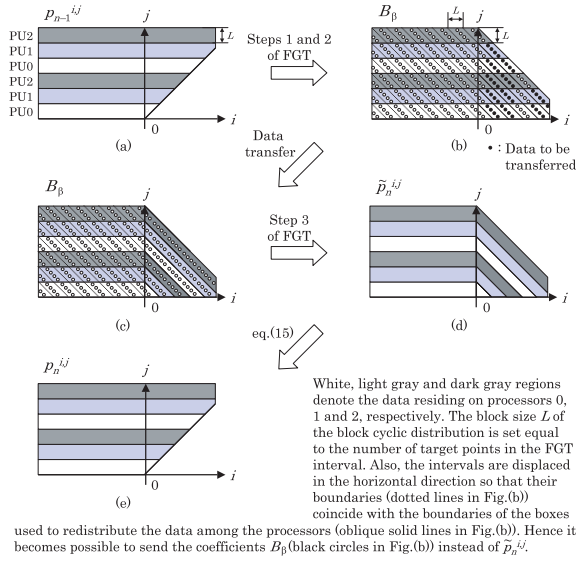 p_{n−1}^{i,j}
j
PU2
PU1
PU0
PU2
PU1
PU0
L
i
0
(a)
Steps 1 and 2
of FGT
B_β
L
j
L
0
i
(b)
• : Data to be
transferred
Data
transfer
B_β
j
0
i
(c)
Step 3
of FGT
p̃_n^{i,j}
j
0
i
(d)
eq.(15)
p_n^{i,j}
j
0
i
(e)
White, light gray and dark gray regions
denote the data residing on processors 0,
1 and 2, respectively. The block size L of
the block cyclic distribution is set equal
to the number of target points in the FGT
interval. Also, the intervals are displaced
in the horizontal direction so that their
boundaries (dotted lines in Fig.(b))
coincide with the boundaries of the boxes
used to redistribute the data among the processors (oblique solid lines in Fig.(b)). Hence it
becomes possible to send the coefficients B_β (black circles in Fig.(b)) instead of p̃_n^{i,j}.